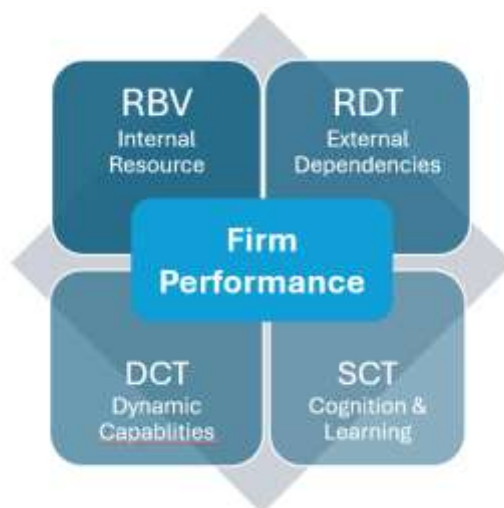 RBV
Internal
Resource
RDT
External
Dependencies
Firm
Performance
DCT
Dynamic
Capablities
SCT
Cognition &
Learning